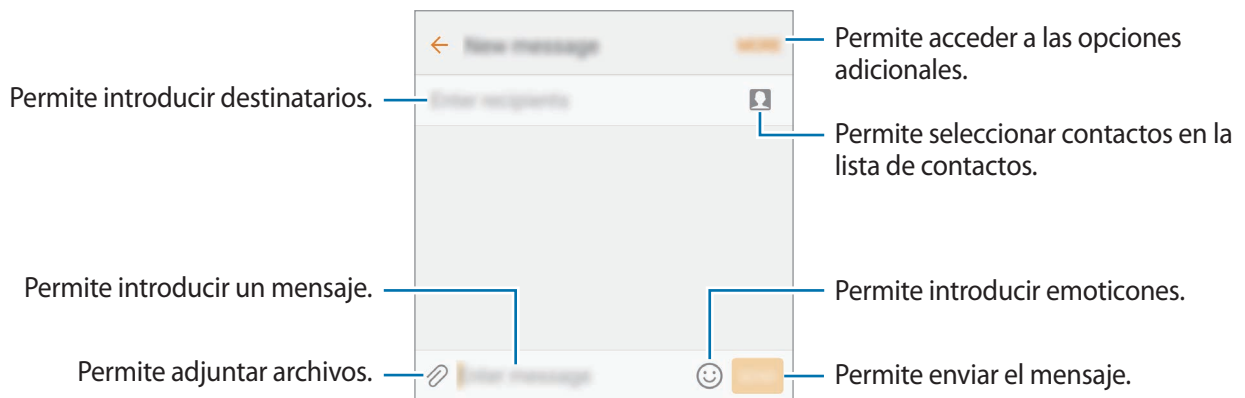 New message
MORE
Permite acceder a las opciones
adicionales.
Permite introducir destinatarios.
Enter recipients
Permite seleccionar contactos en la
lista de contactos.
Permite introducir un mensaje.
Permite introducir emoticones.
Permite adjuntar archivos.
Enter message
Permite enviar el mensaje.